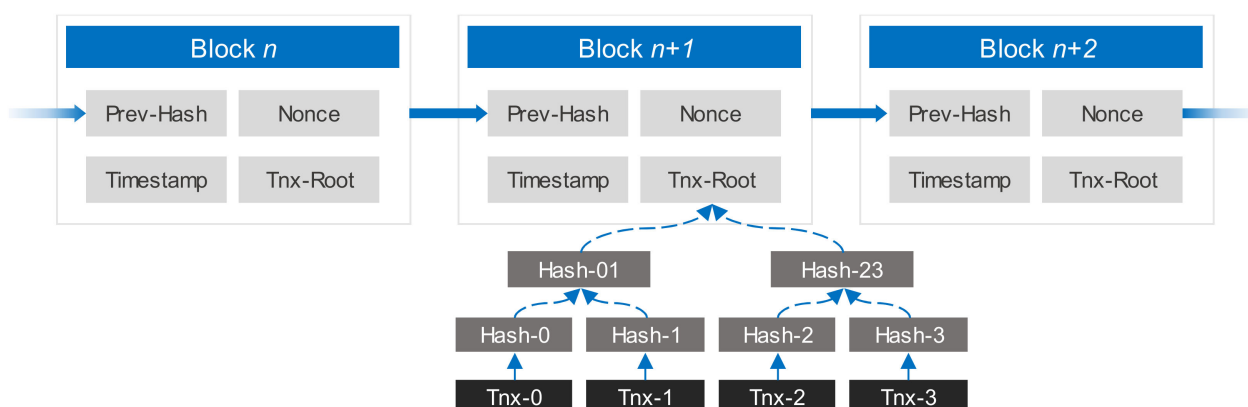 Block n
Block n+1
Block n+2
Prev-Hash Nonce
Prev-Hash Nonce
Prev-Hash Nonce
Timestamp Tnx-Root
Timestamp Tnx-Root
Timestamp Tnx-Root
Hash-01 Hash-23
Hash-0 Hash-1 Hash-2 Hash-3
Tnx-0 Tnx-1 Tnx-2 Tnx-3